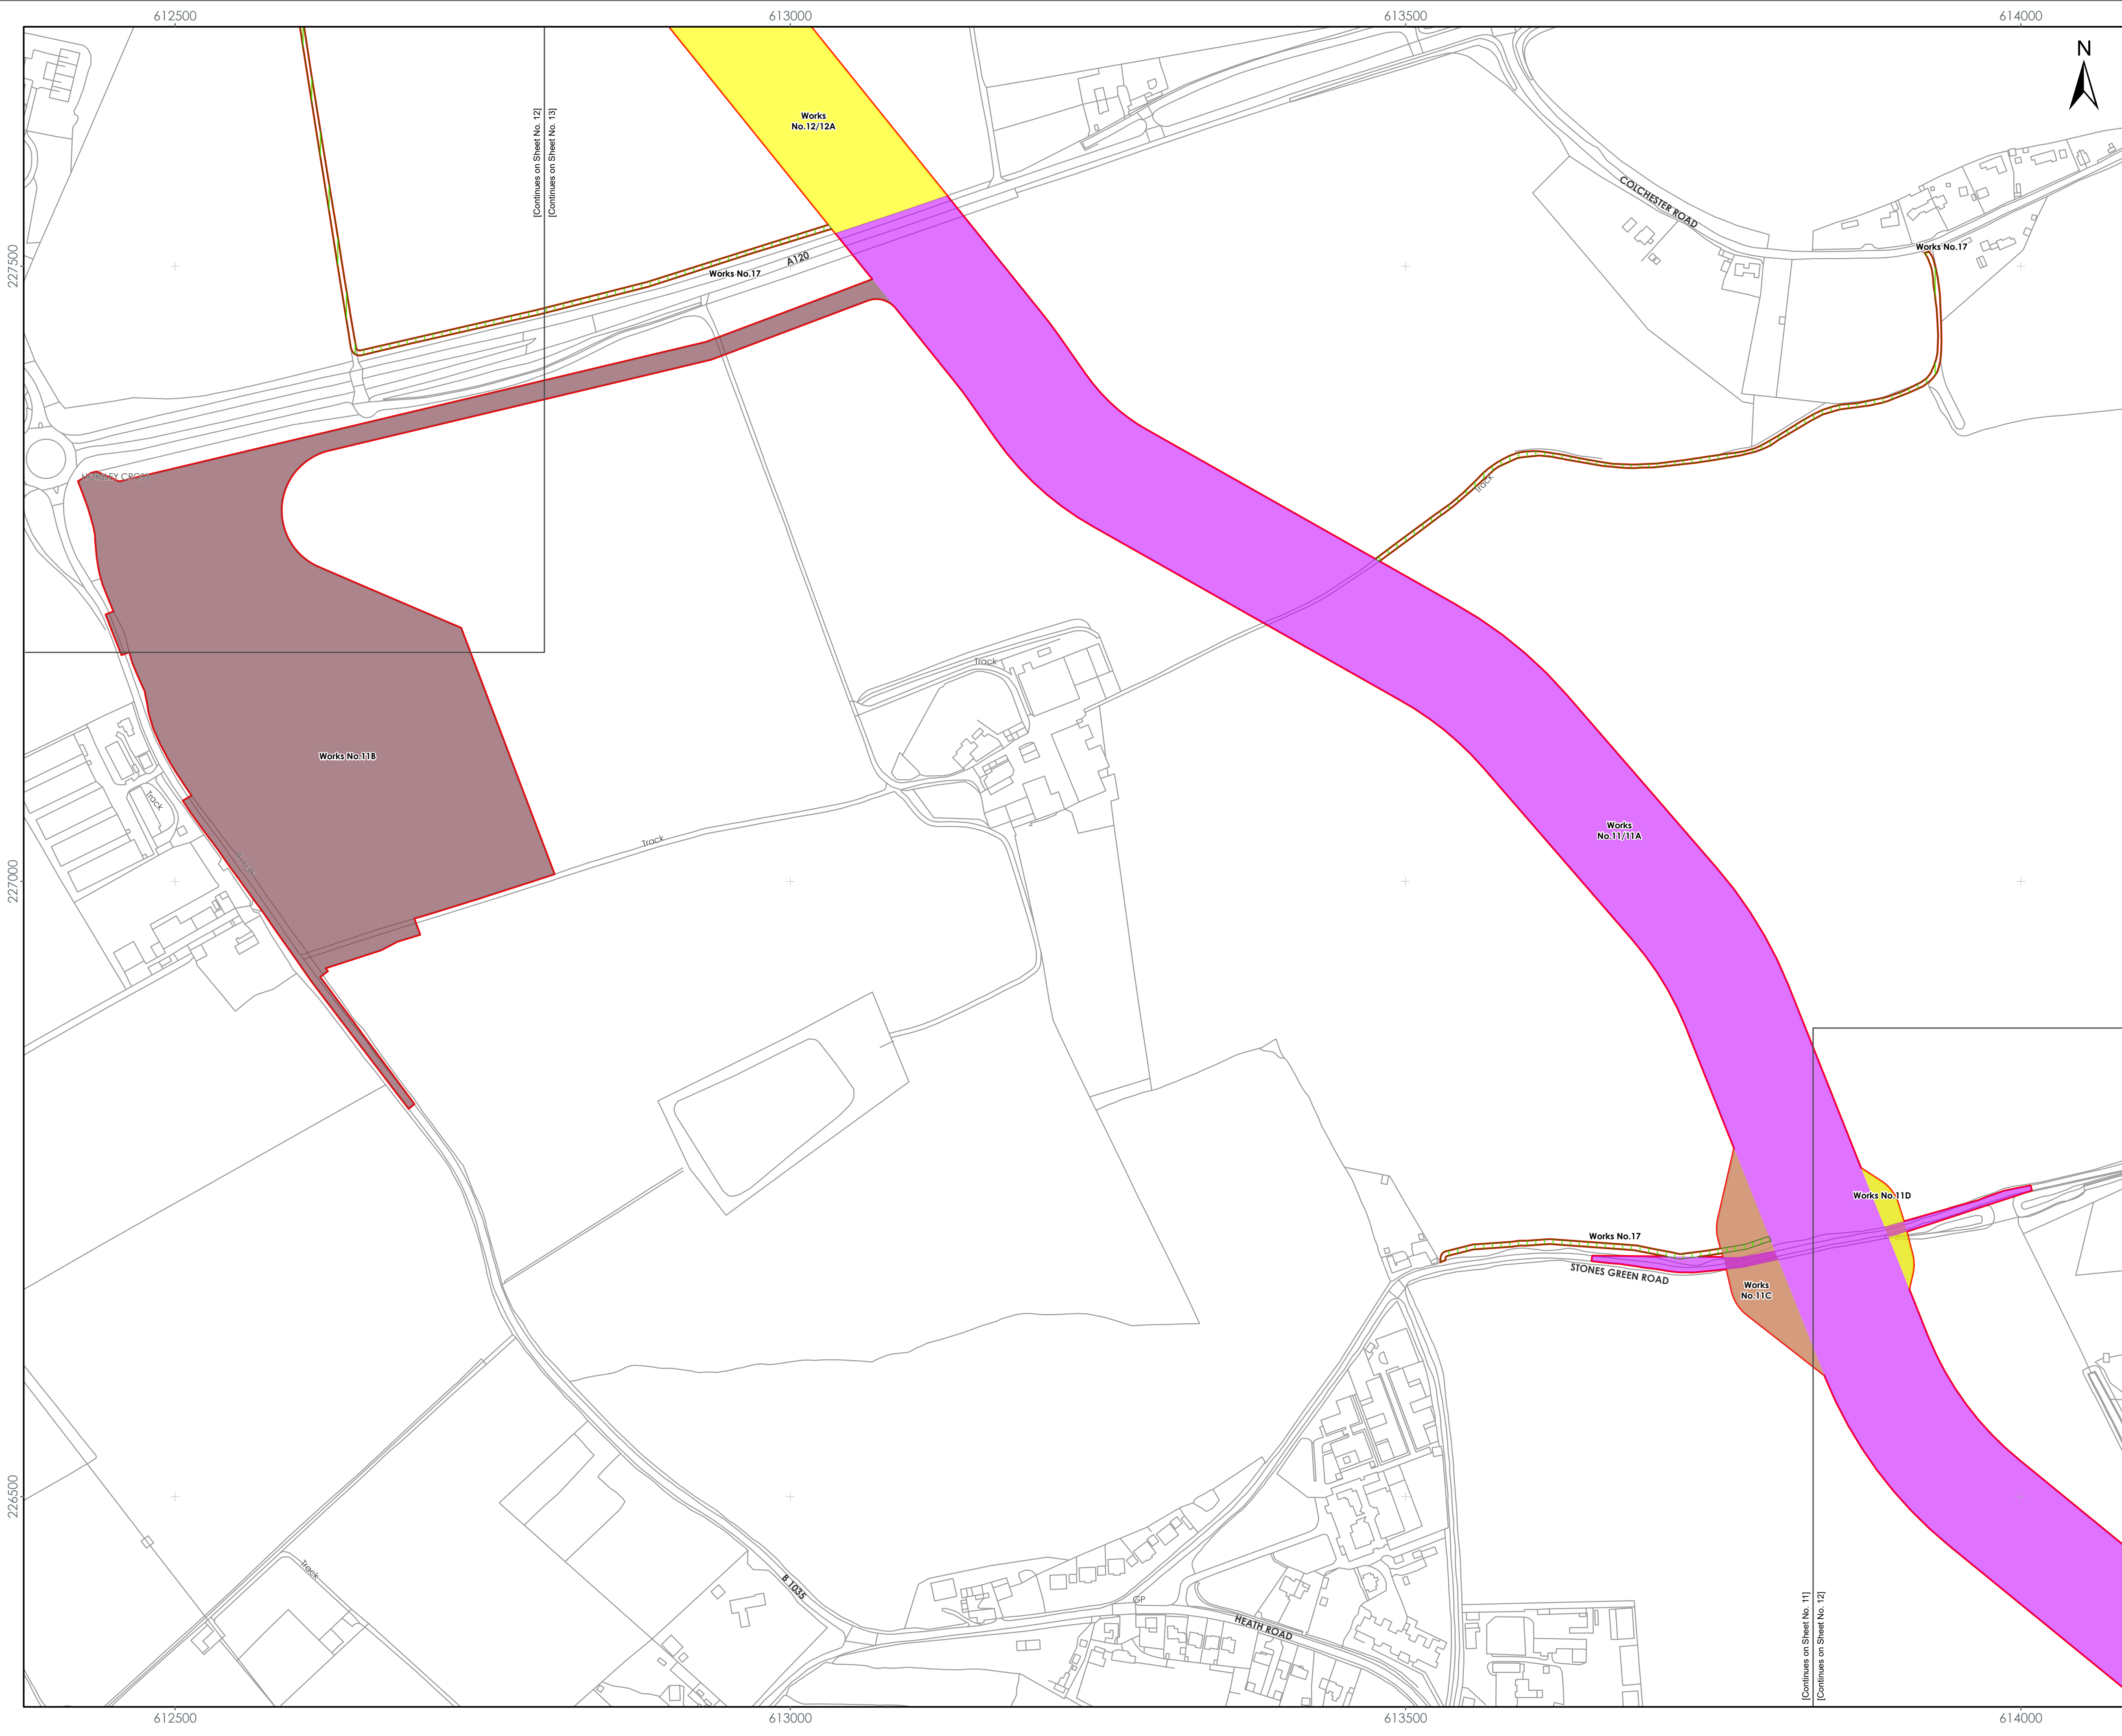 612500
613000
613500
614000
N
[Continues on Sheet No. 12]
[Continues on Sheet No. 13]
Works
No.12/12A
COLCHESTER ROAD
Works No.17
227500
A120
Works No.17
HORSLEY CROSS
Track
Track
Works No.11B
Track
Track
Works
No.11/11A
227000
Works No.11D
Works No.17
STONES GREEN ROAD
Works
No.11C
226500
Track
B 1035
GP
HEATH ROAD
[Continues on Sheet No. 11]
[Continues on Sheet No. 12]
612500
613000
613500
614000